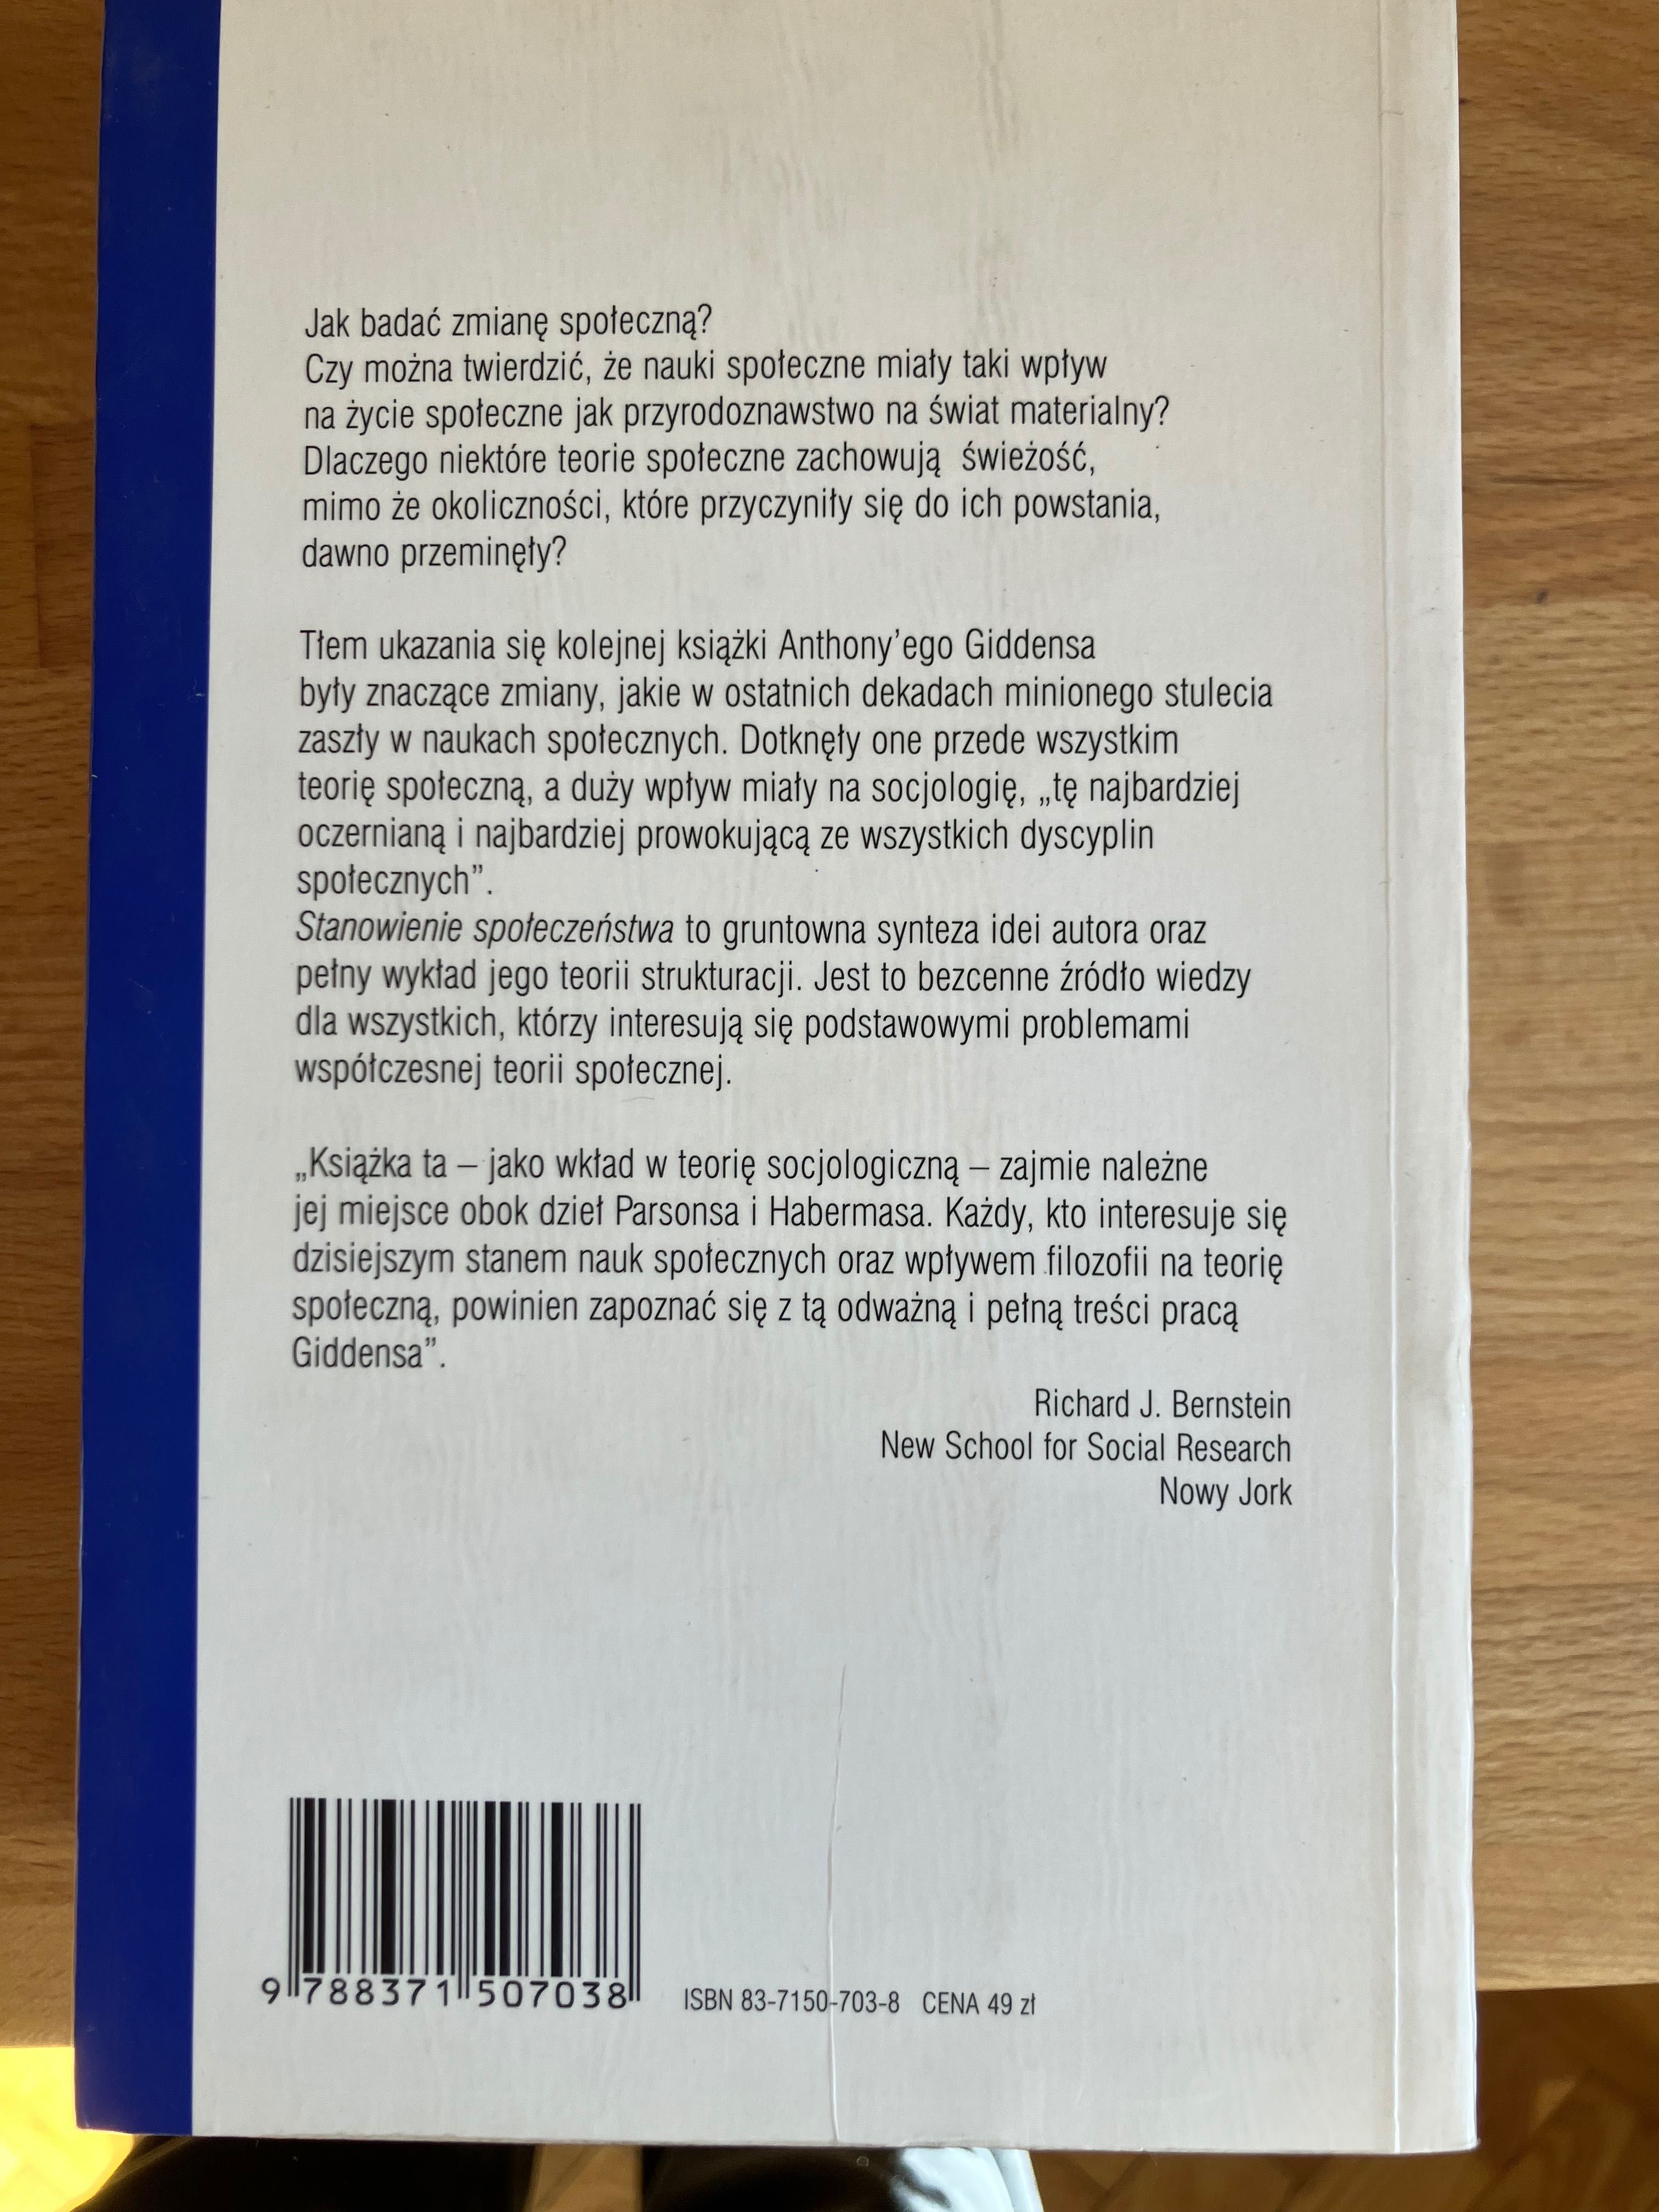 Jak badać zmianę społeczną?
Czy można twierdzić, że nauki społeczne miały taki wpływ
na życie społeczne jak przyrodoznawstwo na świat materialny?
Dlaczego niektóre teorie społeczne zachowują świeżość,
mimo że okoliczności, które przyczyniły się do ich powstania,
dawno przeminęły?
Tłem ukazania się kolejnej książki Anthony'ego Giddensa
były znaczące zmiany, jakie w ostatnich dekadach minionego stulecia
zaszły w naukach społecznych. Dotknęły one przede wszystkim
teorię społeczną, a duży wpływ miały na socjologię, „tę najbardziej
oczernianą i najbardziej prowokującą ze wszystkich dyscyplin
społecznych”.
Stanowienie społeczeństwa to gruntowna synteza idei autora oraz
pełny wykład jego teorii strukturacji. Jest to bezcenne źródło wiedzy
dla wszystkich, którzy interesują się podstawowymi problemami
współczesnej teorii społecznej.
„Książka ta – jako wkład w teorię socjologiczną – zajmie należne
jej miejsce obok dzieł Parsonsa i Habermasa. Każdy, kto interesuje się
dzisiejszym stanem nauk społecznych oraz wpływem filozofii na teorię
społeczną, powinien zapoznać się z tą odważną i pełną treści pracą
Giddensa”.
Richard J. Bernstein
New School for Social Research
Nowy Jork
9 788371 507038
ISBN 83-7150-703-8 CENA 49 zł